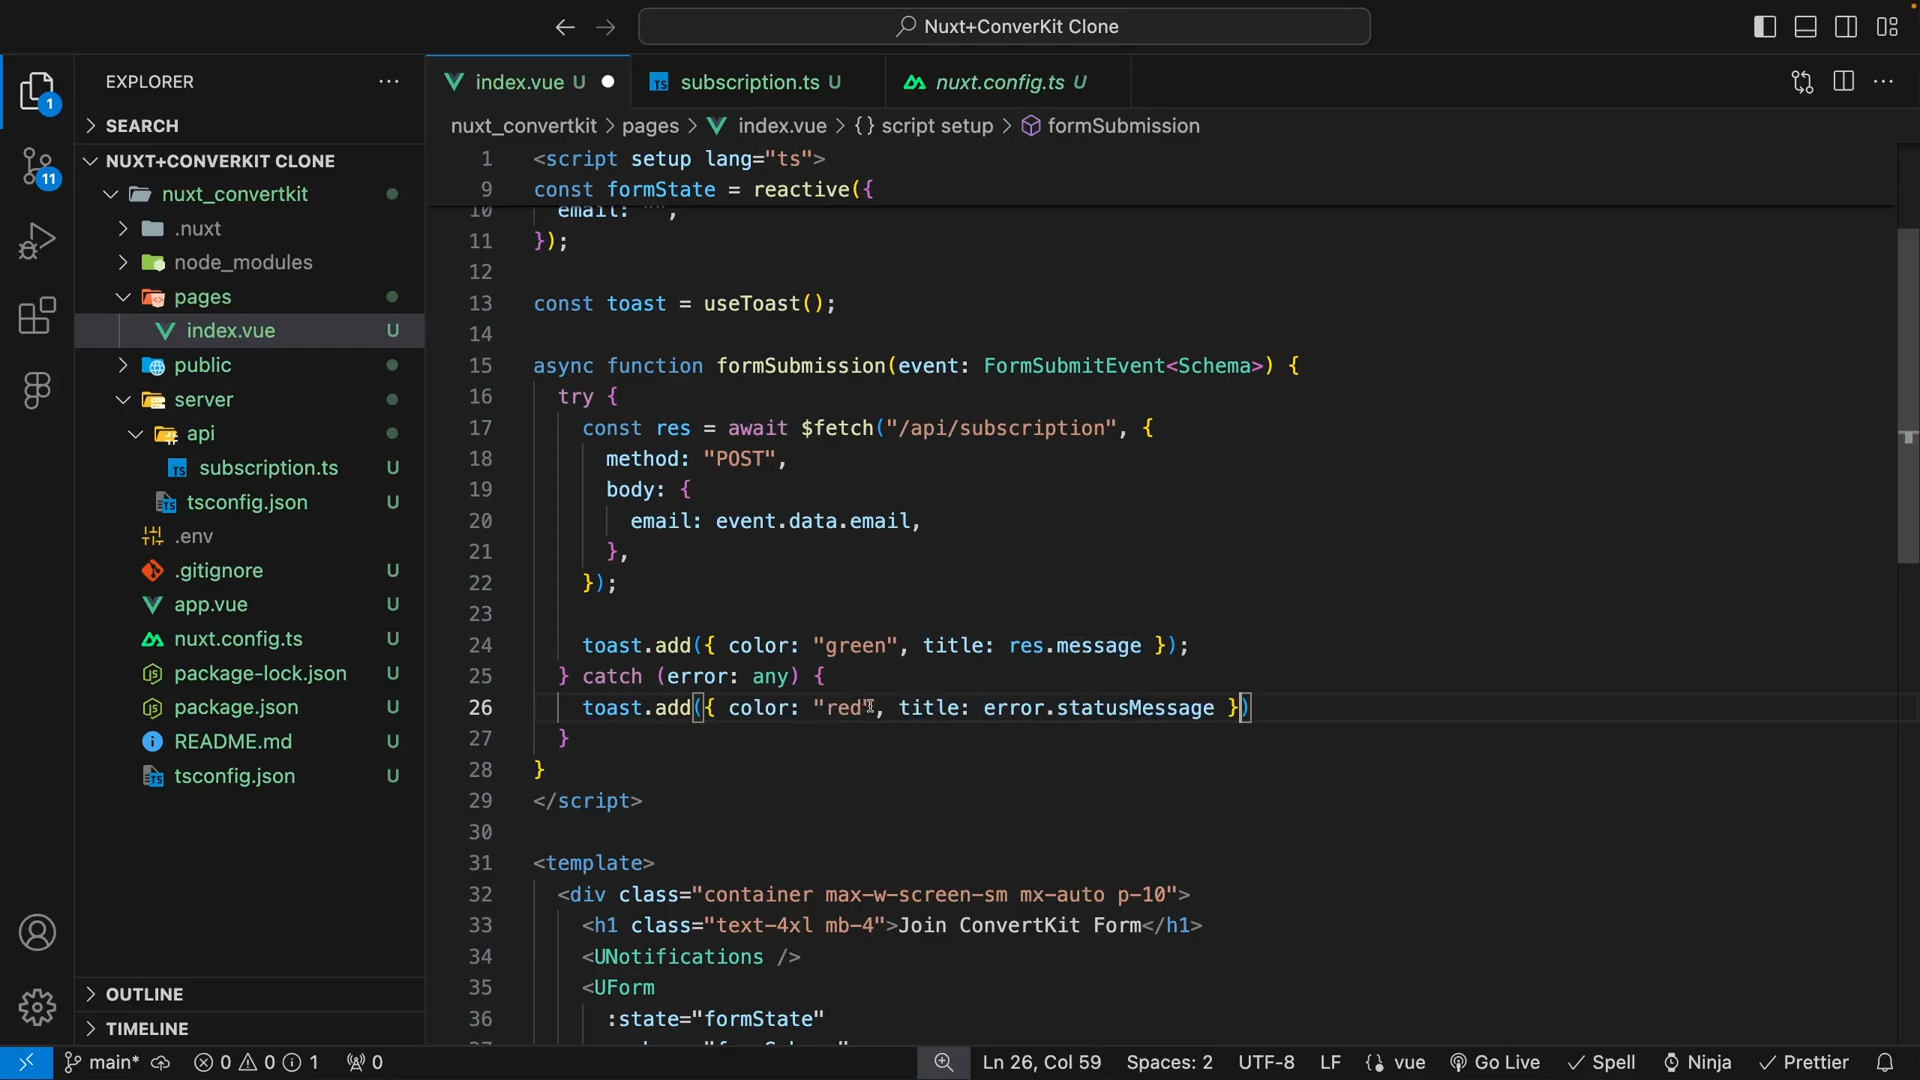 Nuxt+ConverKit Clone
EXPLORER
SEARCH
NUXT+CONVERKIT CLONE
nuxt_convertkit
.nuxt
node_modules
pages
index.vue U
public
server
api
subscription.ts U
tsconfig.json U
.env
.gitignore U
app.vue U
nuxt.config.ts U
package-lock.json U
package.json U
README.md U
tsconfig.json U
OUTLINE
TIMELINE
1
11
index.vue U
subscription.ts U
nuxt.config.ts U
nuxt_convertkit > pages > index.vue > {} script setup > formSubmission
1 <script setup lang="ts">
9 const formState = reactive({
10 email: "",
11 });
12
13 const toast = useToast();
14
15 async function formSubmission(event: FormSubmitEvent<Schema>) {
16 try {
17 const res = await $fetch("/api/subscription", {
18 method: "POST",
19 body: {
20 email: event.data.email,
21 },
22 });
23
24 toast.add({ color: "green", title: res.message });
25 } catch (error: any) {
26 toast.add({ color: "red", title: error.statusMessage })
27 }
28 }
29 </script>
30
31 <template>
32 <div class="container max-w-screen-sm mx-auto p-10">
33 <h1 class="text-4xl mb-4">Join ConvertKit Form</h1>
34 <UNotifications />
35 <UForm
36 :state="formState"
main* 0 0 1 0
Ln 26, Col 59 Spaces: 2 UTF-8 LF {} vue Go Live Spell Ninja Prettier